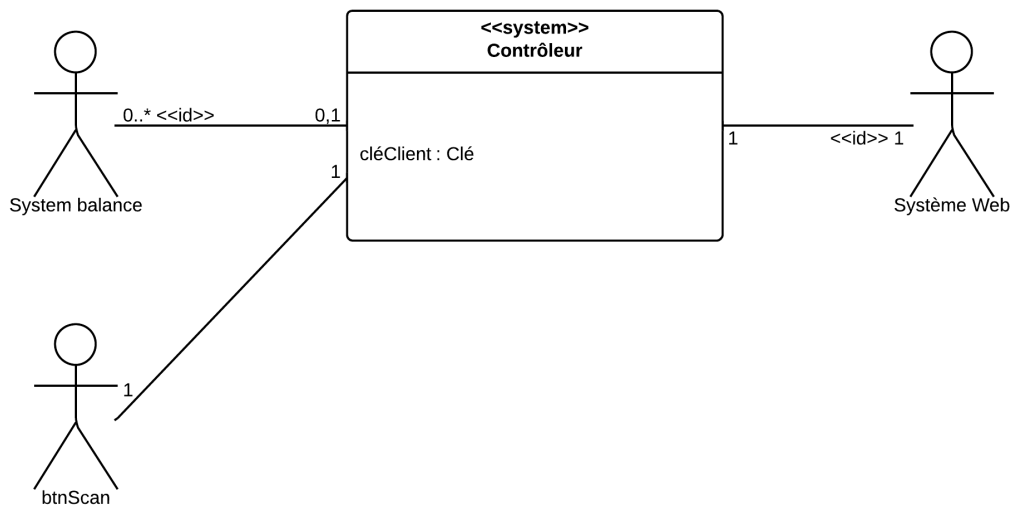 <<system>>
Contrôleur
0..* <<id>>
0,1
1
<<id>> 1
cléClient : Clé
1
System balance
Système Web
1
btnScan